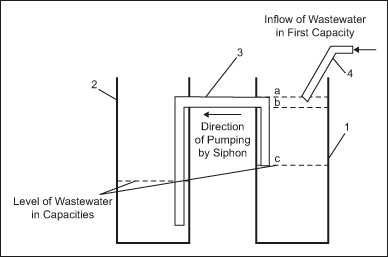 Inflow of Wastewater
in First Capacity
3
4
2
a
b
Direction
of Pumping
by Siphon
1
c
Level of Wastewater
in Capacities